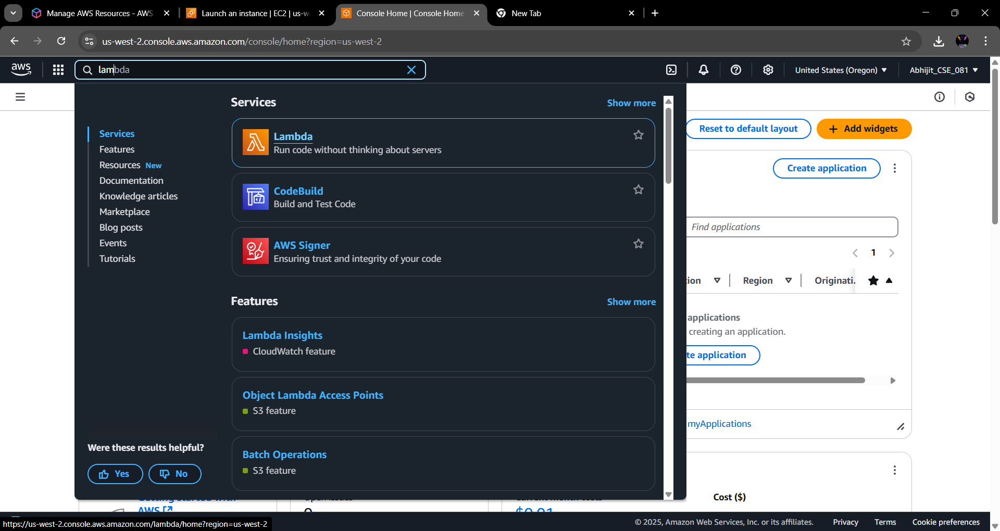 Manage AWS Resources - AWS
Launch an instance | EC2 | us-w
Console Home | Console Home
New Tab
us-west-2.console.aws.amazon.com/console/home?region=us-west-2
aws
lambda
United States (Oregon)
Abhijit_CSE_081
Services
Show more
Services
Features
Resources New
Documentation
Knowledge articles
Marketplace
Blog posts
Events
Tutorials
Lambda
Run code without thinking about servers
CodeBuild
Build and Test Code
AWS Signer
Ensuring trust and integrity of your code
Features
Show more
Lambda Insights
CloudWatch feature
Object Lambda Access Points
S3 feature
Batch Operations
S3 feature
Were these results helpful?
Yes
No
Reset to default layout
+ Add widgets
Create application
Find applications
1
tion
Region
Originati.
applications
creating an application.
te application
myApplications
Cost ($)
AWS
© 2025, Amazon Web Services, Inc. or its affiliates.
Privacy
Terms
Cookie preferences
https://us-west-2.console.aws.amazon.com/lambda/home?region=us-west-2